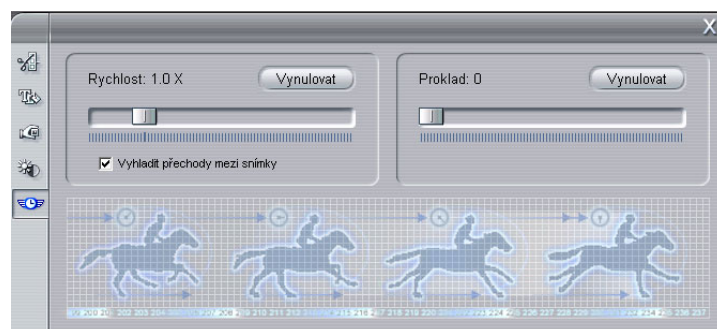 X
Rychlost: 1.0 X
Vynulovat
Proklad: 0
Vynulovat
Vyhladit přechody mezi snímky